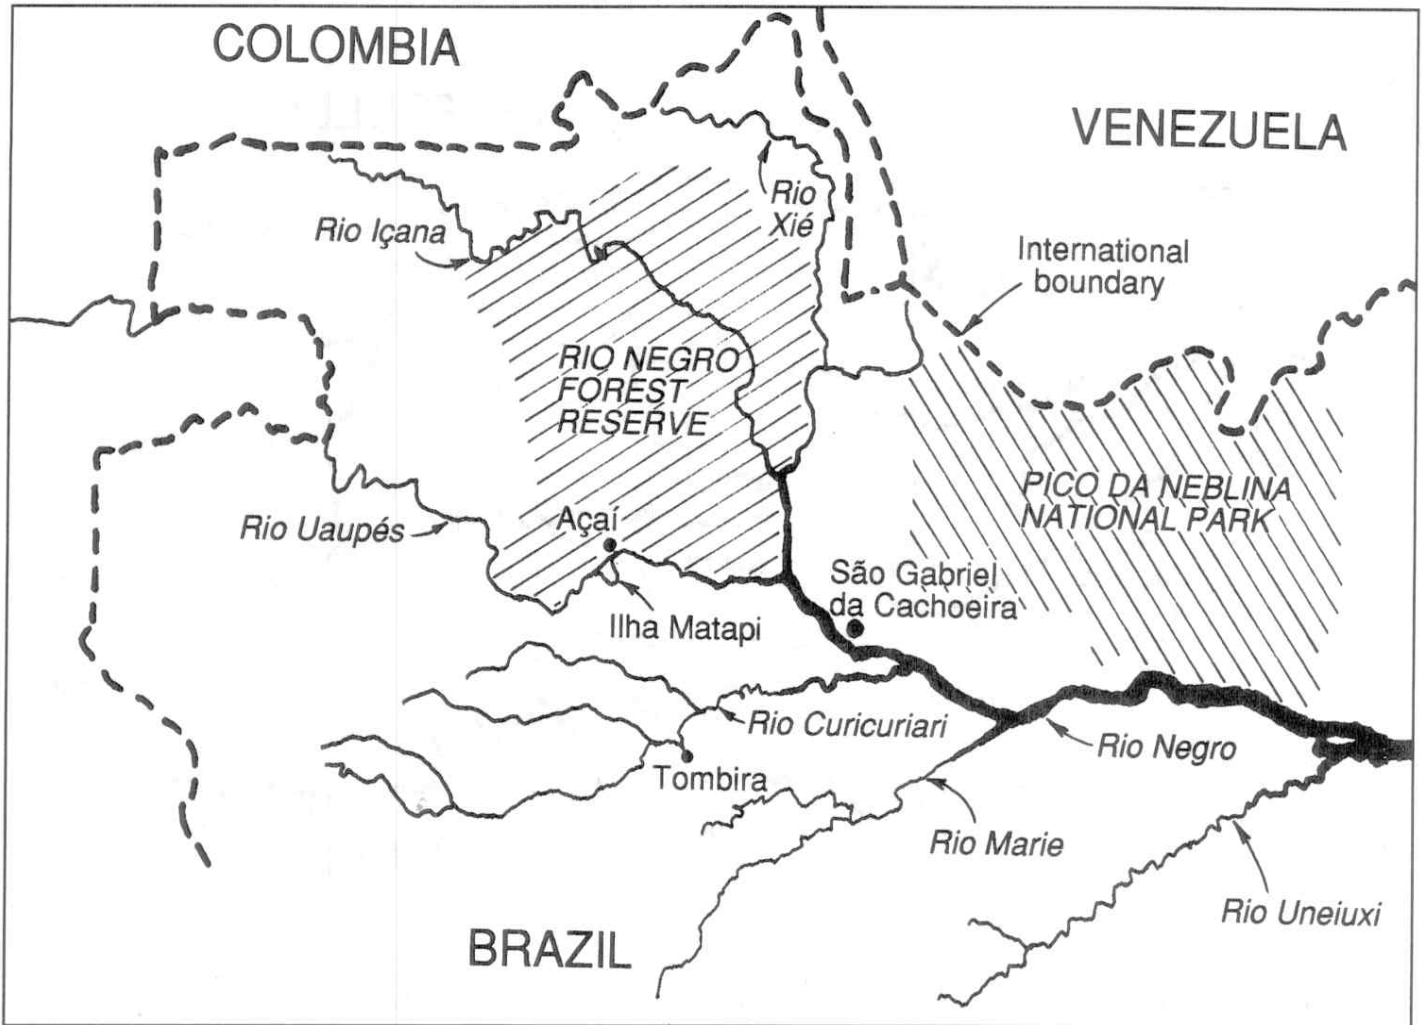 COLOMBIA
VENEZUELA
Rio
Xié
Rio Içana
International
boundary
RIO NEGRO
FOREST
RESERVE
PICO DA NEBLINA
NATIONAL PARK
Açaí
Rio Uaupés
São Gabriel
da Cachoeira
Ilha Matapi
Rio Curicuriari
Rio Negro
Tombira
Rio Marie
Rio Uneiuxi
BRAZIL